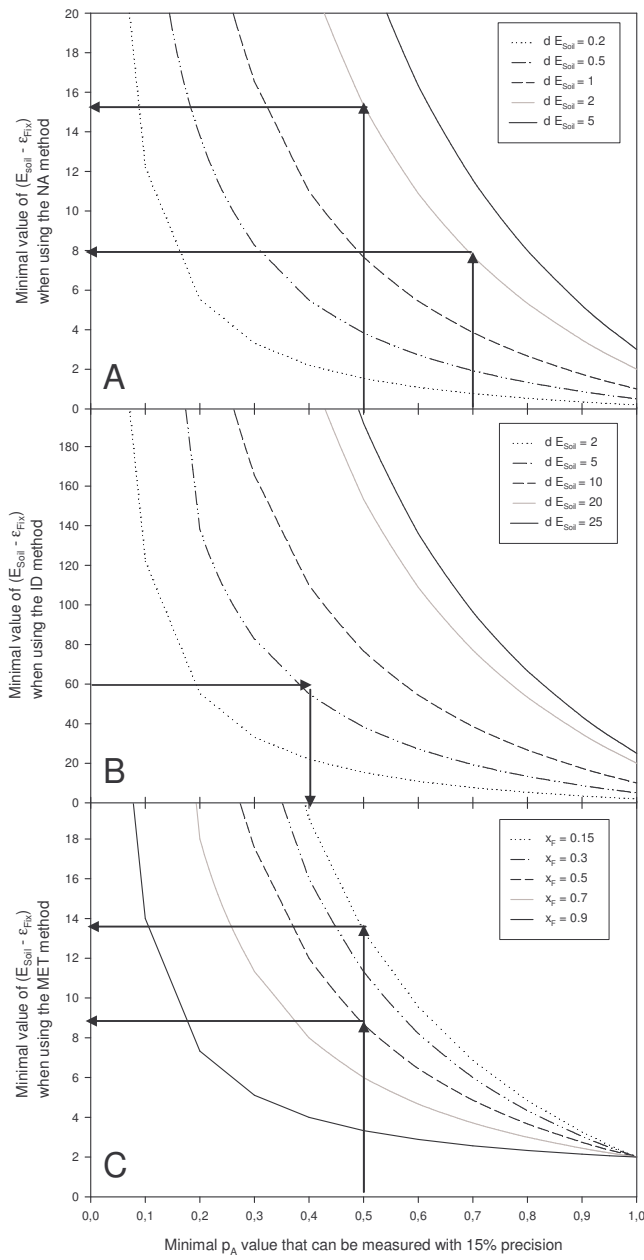 20
18
16
14
12
10
8
6
4
2
0
Minimal value of (E_soil - ε_Fix)
when using the NA method
d E_Soil = 0.2
d E_Soil = 0.5
d E_Soil = 1
d E_Soil = 2
d E_Soil = 5
A
180
160
140
120
100
80
60
40
20
0
Minimal value of (E_Soil - ε_Fix)
when using the ID method
d E_Soil = 2
d E_Soil = 5
d E_Soil = 10
d E_Soil = 20
d E_Soil = 25
B
18
16
14
12
10
8
6
4
2
0
Minimal value of (E_Soil - ε_Fix)
when using the MET method
x_F = 0.15
x_F = 0.3
x_F = 0.5
x_F = 0.7
x_F = 0.9
C
0,0 0,1 0,2 0,3 0,4 0,5 0,6 0,7 0,8 0,9 1,0
Minimal p_A value that can be measured with 15% precision